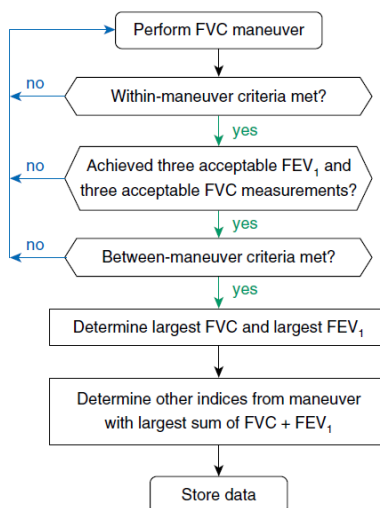 Perform FVC maneuver
no
Within-maneuver criteria met?
yes
no
Achieved three acceptable FEV₁ and
three acceptable FVC measurements?
yes
no
Between-maneuver criteria met?
yes
Determine largest FVC and largest FEV₁
Determine other indices from maneuver
with largest sum of FVC + FEV₁
Store data